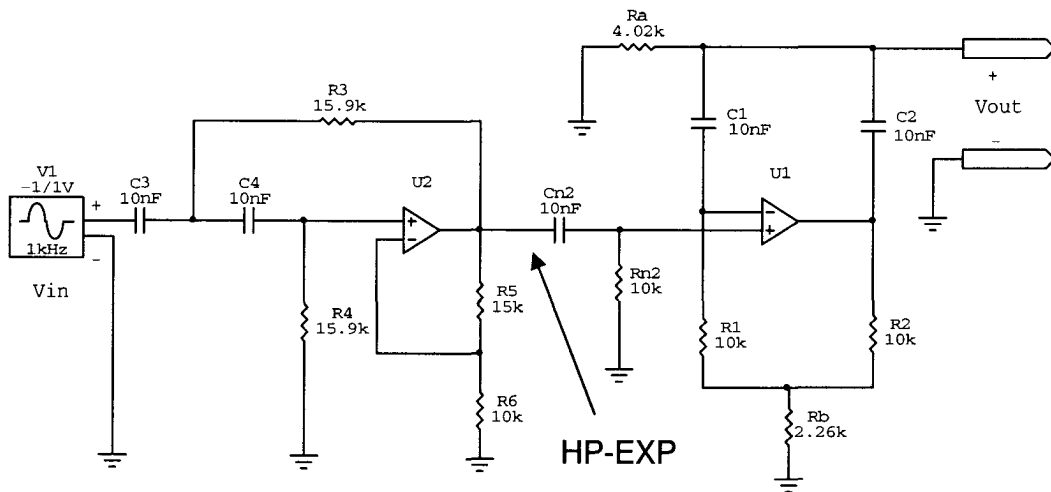 Ra
4.02k
R3
15.9k
C1
10nF
C2
10nF
+
Vout
-
V1
-1/1V
+
1kHz
-
Vin
C3
10nF
C4
10nF
U2
+
-
Cn2
10nF
U1
-
+
R4
15.9k
R5
15k
Rn2
10k
R1
10k
R2
10k
R6
10k
HP-EXP
Rb
2.26k